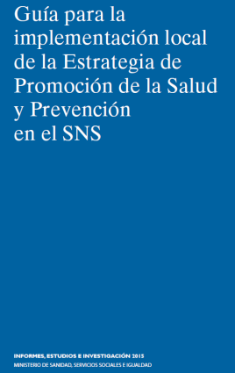 Guía para la
implementación local
de la Estrategia de
Promoción de la Salud
y Prevención
en el SNS
INFORMES, ESTUDIOS E INVESTIGACIÓN 2015
MINISTERIO DE SANIDAD, SERVICIOS SOCIALES E IGUALDAD